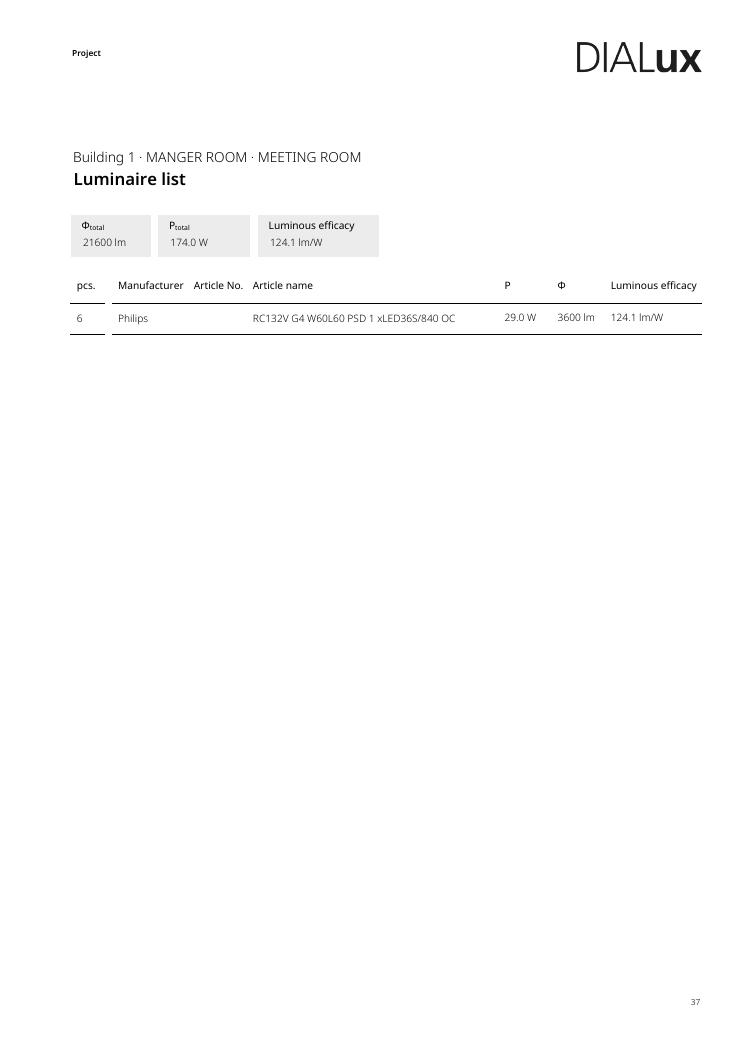 Project
DIALux
Building 1 · MANGER ROOM · MEETING ROOM
Luminaire list
Φtotal Ptotal Luminous efficacy
21600 lm 174.0 W 124.1 lm/W
pcs. Manufacturer Article No. Article name P Φ Luminous efficacy
6 Philips RC132V G4 W60L60 PSD 1 xLED36S/840 OC 29.0 W 3600 lm 124.1 lm/W
37